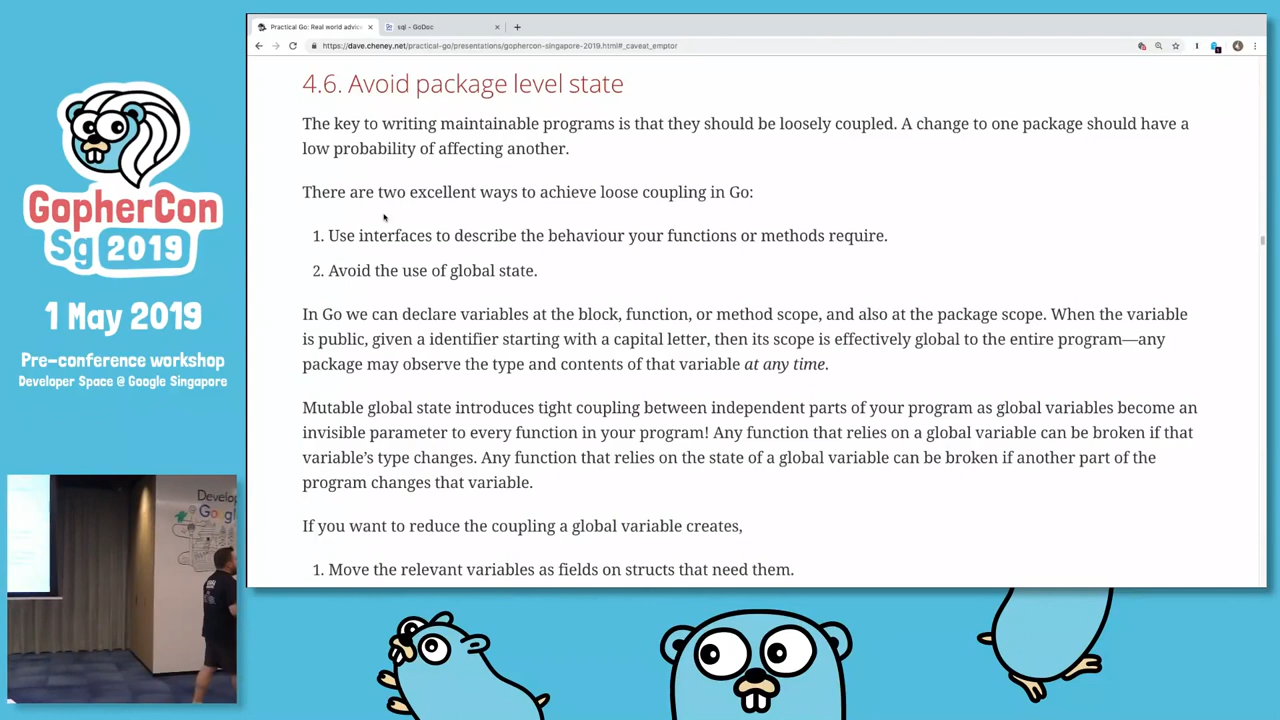 Practical Go: Real world advic
sql - GoDoc
https://dave.cheney.net/practical-go/presentations/gophercon-singapore-2019.html#_caveat_emptor
4.6. Avoid package level state
The key to writing maintainable programs is that they should be loosely coupled. A change to one package should have a
low probability of affecting another.
There are two excellent ways to achieve loose coupling in Go:
1. Use interfaces to describe the behaviour your functions or methods require.
2. Avoid the use of global state.
In Go we can declare variables at the block, function, or method scope, and also at the package scope. When the variable
is public, given a identifier starting with a capital letter, then its scope is effectively global to the entire program—any
package may observe the type and contents of that variable at any time.
Mutable global state introduces tight coupling between independent parts of your program as global variables become an
invisible parameter to every function in your program! Any function that relies on a global variable can be broken if that
variable’s type changes. Any function that relies on the state of a global variable can be broken if another part of the
program changes that variable.
If you want to reduce the coupling a global variable creates,
1. Move the relevant variables as fields on structs that need them.
GopherCon
Sg 2019
1 May 2019
Pre-conference workshop
Developer Space @ Google Singapore
Develop
Googl